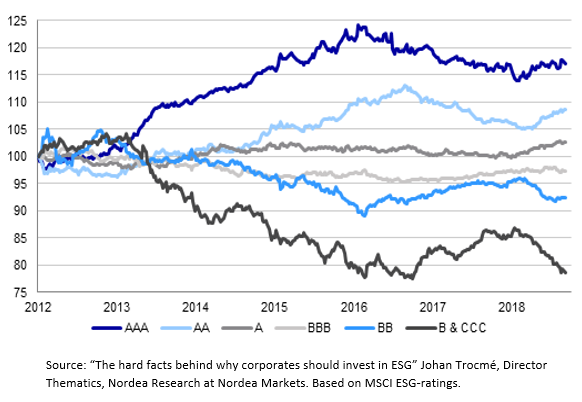 125
120
115
110
105
100
95
90
85
80
75
2012 2013 2014 2015 2016 2017 2018
AAA AA A BBB BB B & CCC
Source: “The hard facts behind why corporates should invest in ESG” Johan Trocmé, Director
Thematics, Nordea Research at Nordea Markets. Based on MSCI ESG-ratings.